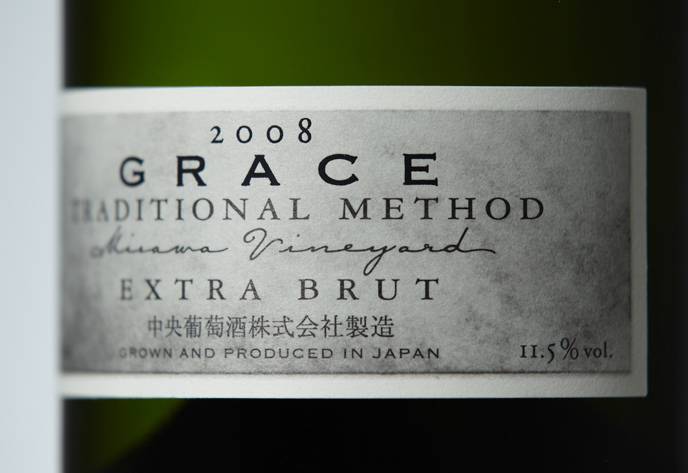 2008
GRACE
TRADITIONAL METHOD
Misawa Vineyard
EXTRA BRUT
中央葡萄酒株式会社製造
GROWN AND PRODUCED IN JAPAN
11.5% vol.